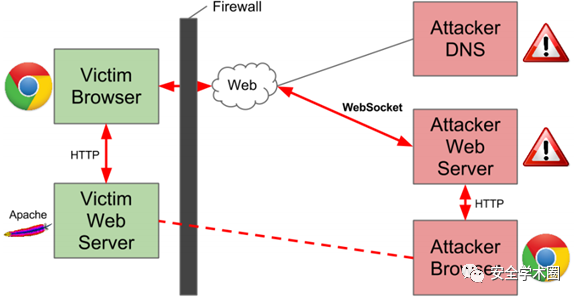 Firewall
Victim
Browser
Web
Attacker
DNS
WebSocket
HTTP
Attacker
Web
Server
Apache
Victim
Web
Server
HTTP
Attacker
Browser
安全学术圈